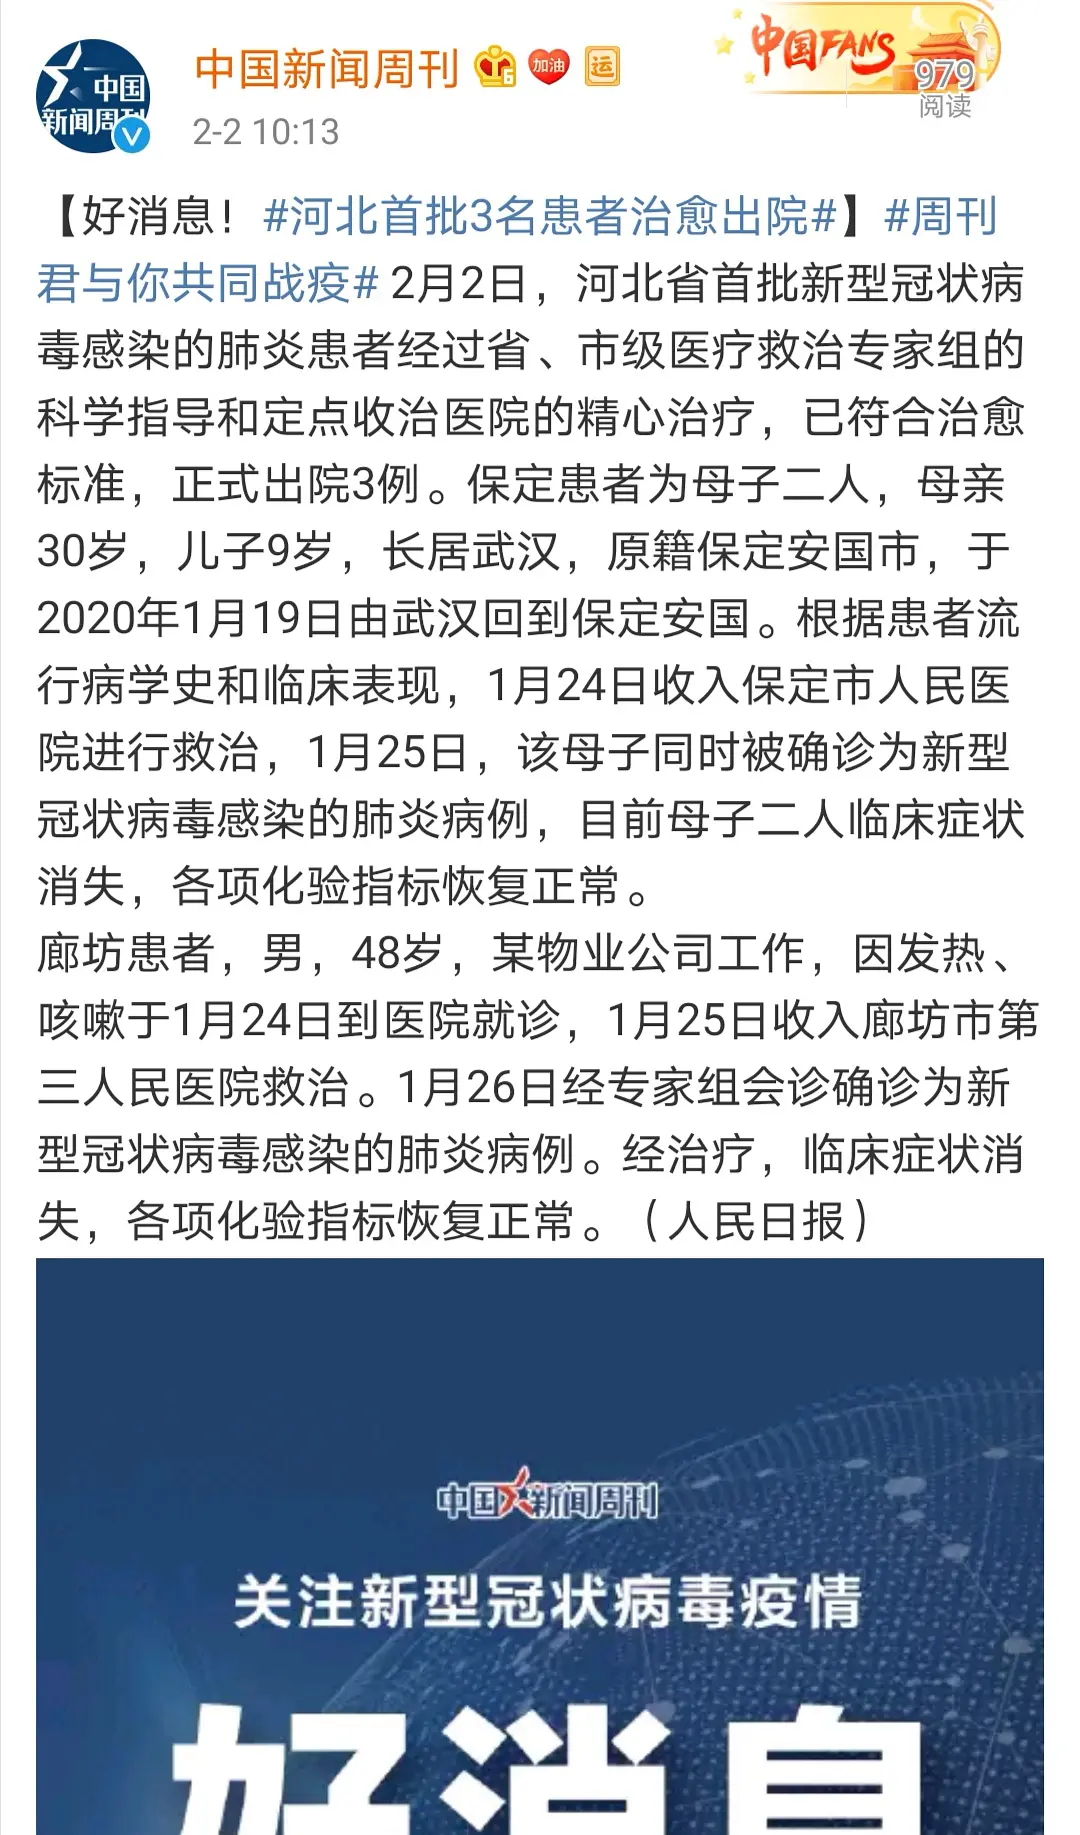 中国
新闻周刊
中国新闻周刊
加油
运
中国FANS
979
阅读
2-2 10:13
【好消息！#河北首批3名患者治愈出院#】#周刊
君与你共同战疫# 2月2日，河北省首批新型冠状病
毒感染的肺炎患者经过省、市级医疗救治专家组的
科学指导和定点收治医院的精心治疗，已符合治愈
标准，正式出院3例。保定患者为母子二人，母亲
30岁，儿子9岁，长居武汉，原籍保定安国市，于
2020年1月19日由武汉回到保定安国。根据患者流
行病学史和临床表现，1月24日收入保定市人民医
院进行救治，1月25日，该母子同时被确诊为新型
冠状病毒感染的肺炎病例，目前母子二人临床症状
消失，各项化验指标恢复正常。
廊坊患者，男，48岁，某物业公司工作，因发热、
咳嗽于1月24日到医院就诊，1月25日收入廊坊市第
三人民医院救治。1月26日经专家组会诊确诊为新
型冠状病毒感染的肺炎病例。经治疗，临床症状消
失，各项化验指标恢复正常。（人民日报）
中国新闻周刊
关注新型冠状病毒疫情
好消息